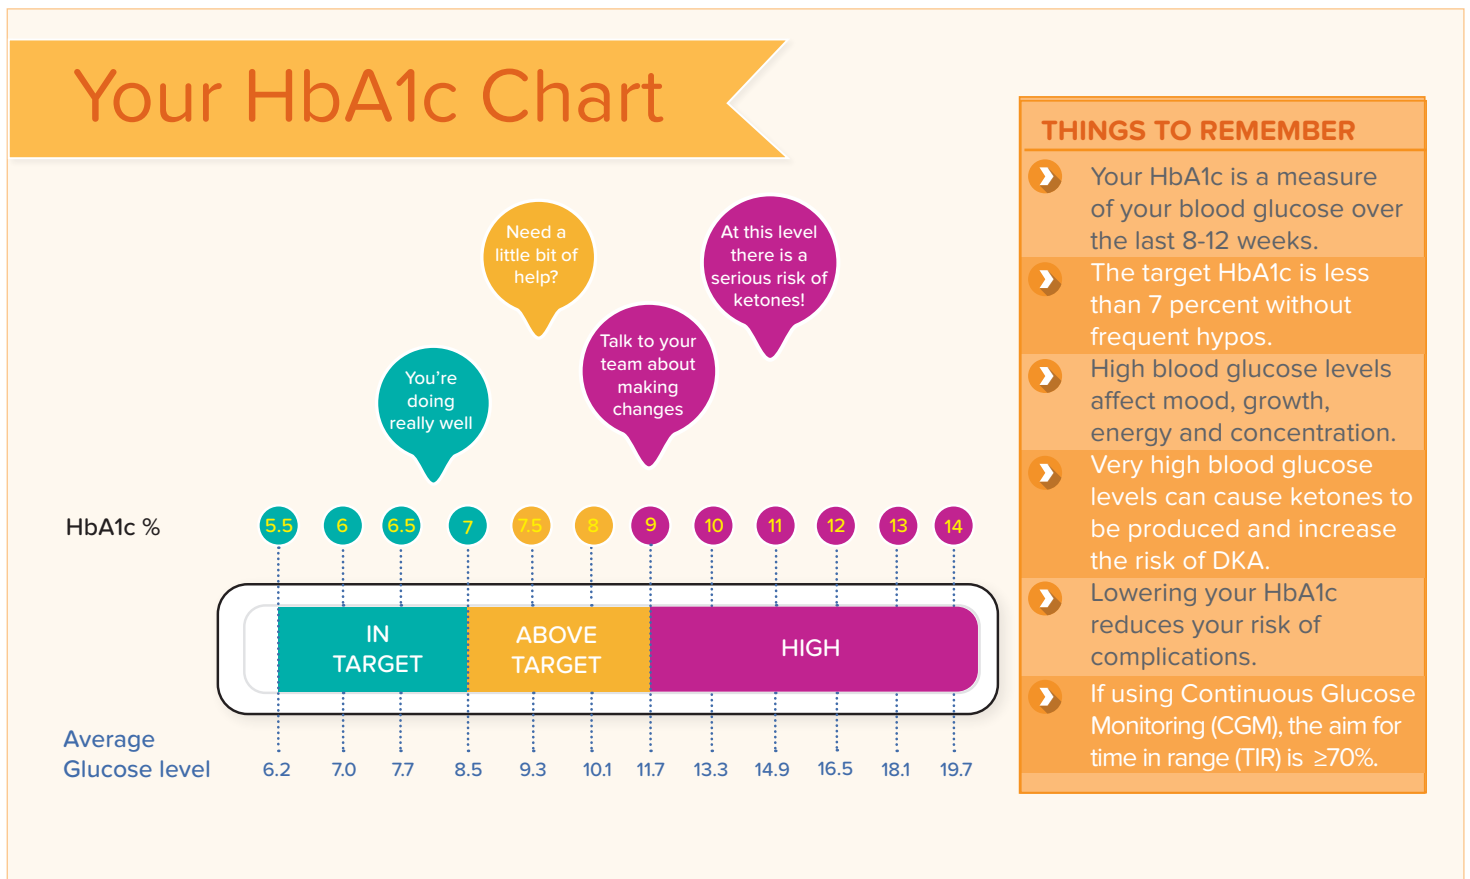 Your HbA1c Chart
Need a
little bit of
help?
At this level
there is a
serious risk of
ketones!
Talk to your
team about
making
changes
You're
doing
really well
HbA1c %
5.5 6 6.5 7 7.5 8 9 10 11 12 13 14
IN
TARGET
ABOVE
TARGET
HIGH
Average
Glucose level
6.2 7.0 7.7 8.5 9.3 10.1 11.7 13.3 14.9 16.5 18.1 19.7
THINGS TO REMEMBER
Your HbA1c is a measure
of your blood glucose over
the last 8-12 weeks.
The target HbA1c is less
than 7 percent without
frequent hypos.
High blood glucose levels
affect mood, growth,
energy and concentration.
Very high blood glucose
levels can cause ketones to
be produced and increase
the risk of DKA.
Lowering your HbA1c
reduces your risk of
complications.
If using Continuous Glucose
Monitoring (CGM), the aim for
time in range (TIR) is ≥70%.